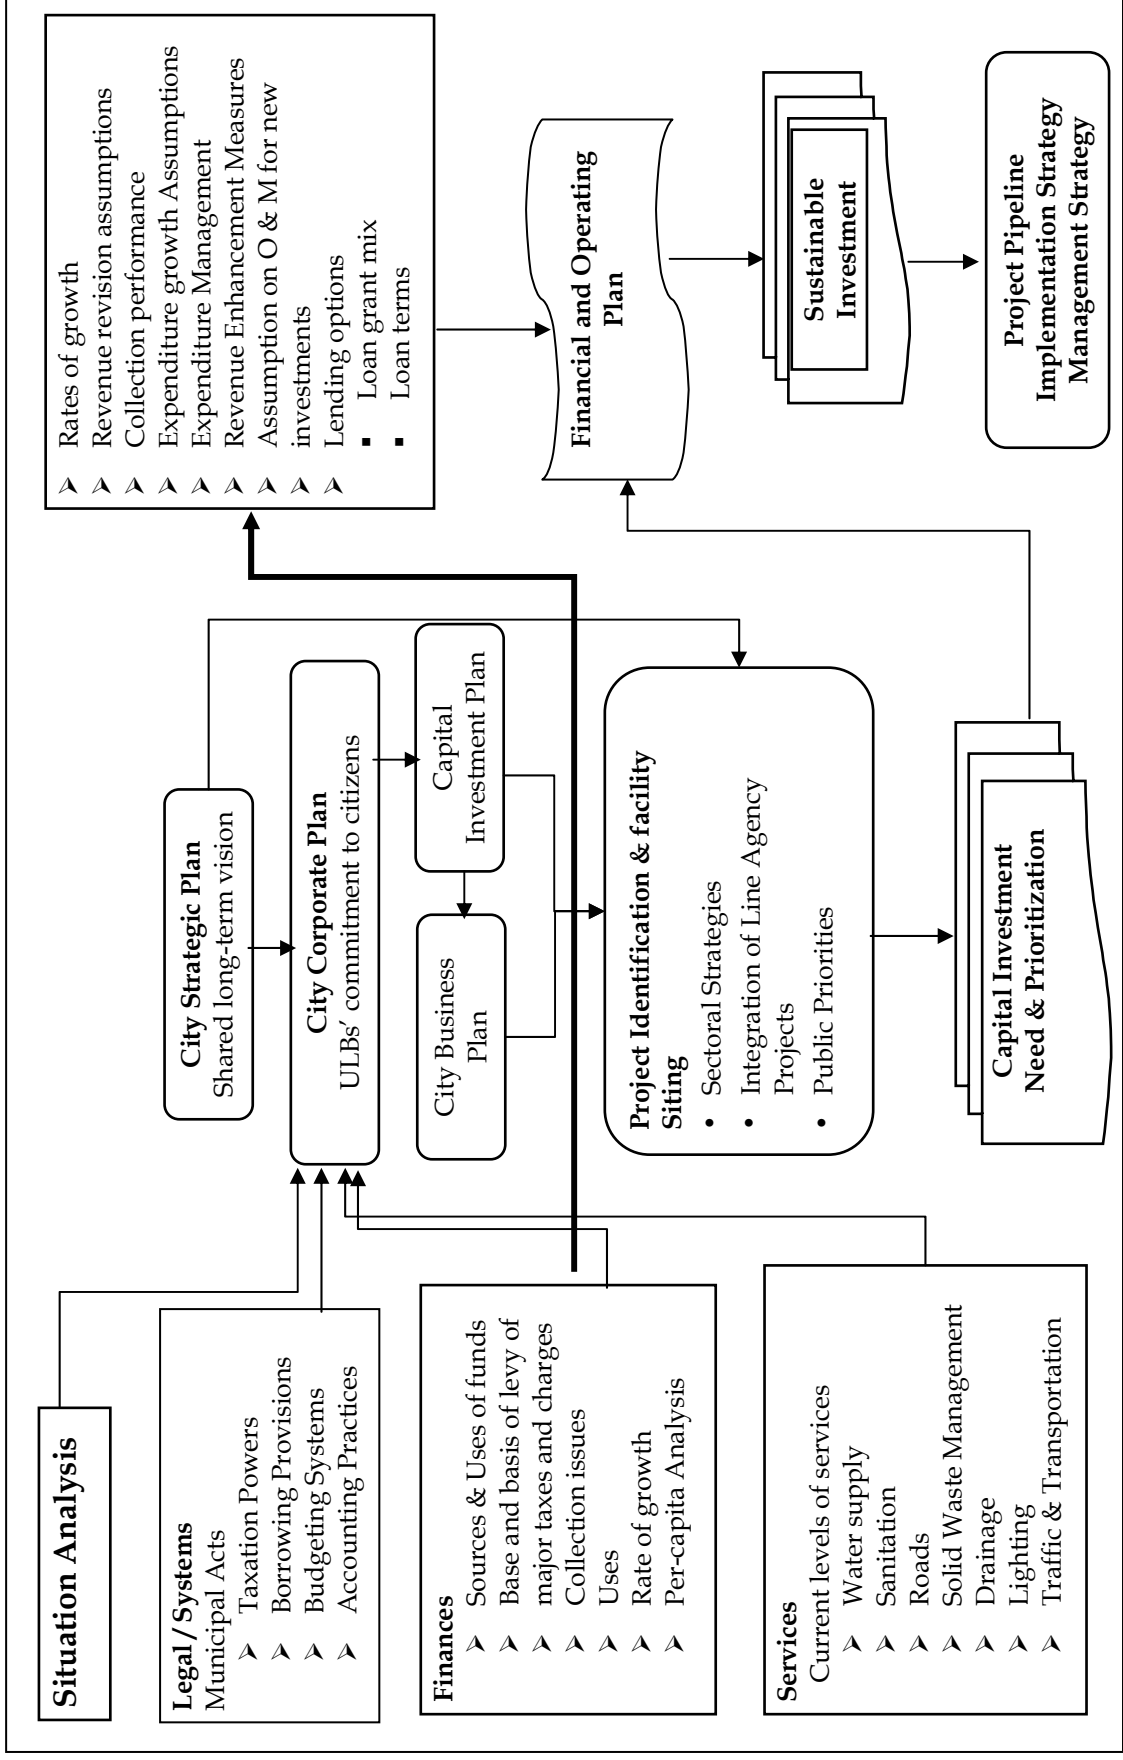 Situation Analysis
Legal / Systems
Municipal Acts
➢ Taxation Powers
➢ Borrowing Provisions
➢ Budgeting Systems
➢ Accounting Practices
Finances
➢ Sources & Uses of funds
➢ Base and basis of levy of
major taxes and charges
➢ Collection issues
➢ Uses
➢ Rate of growth
➢ Per-capita Analysis
Services
Current levels of services
➢ Water supply
➢ Sanitation
➢ Roads
➢ Solid Waste Management
➢ Drainage
➢ Lighting
➢ Traffic & Transportation
City Strategic Plan
Shared long-term vision
City Corporate Plan
ULBs’ commitment to citizens
City Business
Plan
Capital
Investment Plan
Project Identification & facility
Siting
• Sectoral Strategies
• Integration of Line Agency
Projects
• Public Priorities
Capital Investment
Need & Prioritization
➢ Rates of growth
➢ Revenue revision assumptions
➢ Collection performance
➢ Expenditure growth Assumptions
➢ Expenditure Management
➢ Revenue Enhancement Measures
➢ Assumption on O & M for new
➢ investments
➢ Lending options
▪ Loan grant mix
▪ Loan terms
Financial and Operating
Plan
Sustainable
Investment
Project Pipeline
Implementation Strategy
Management Strategy